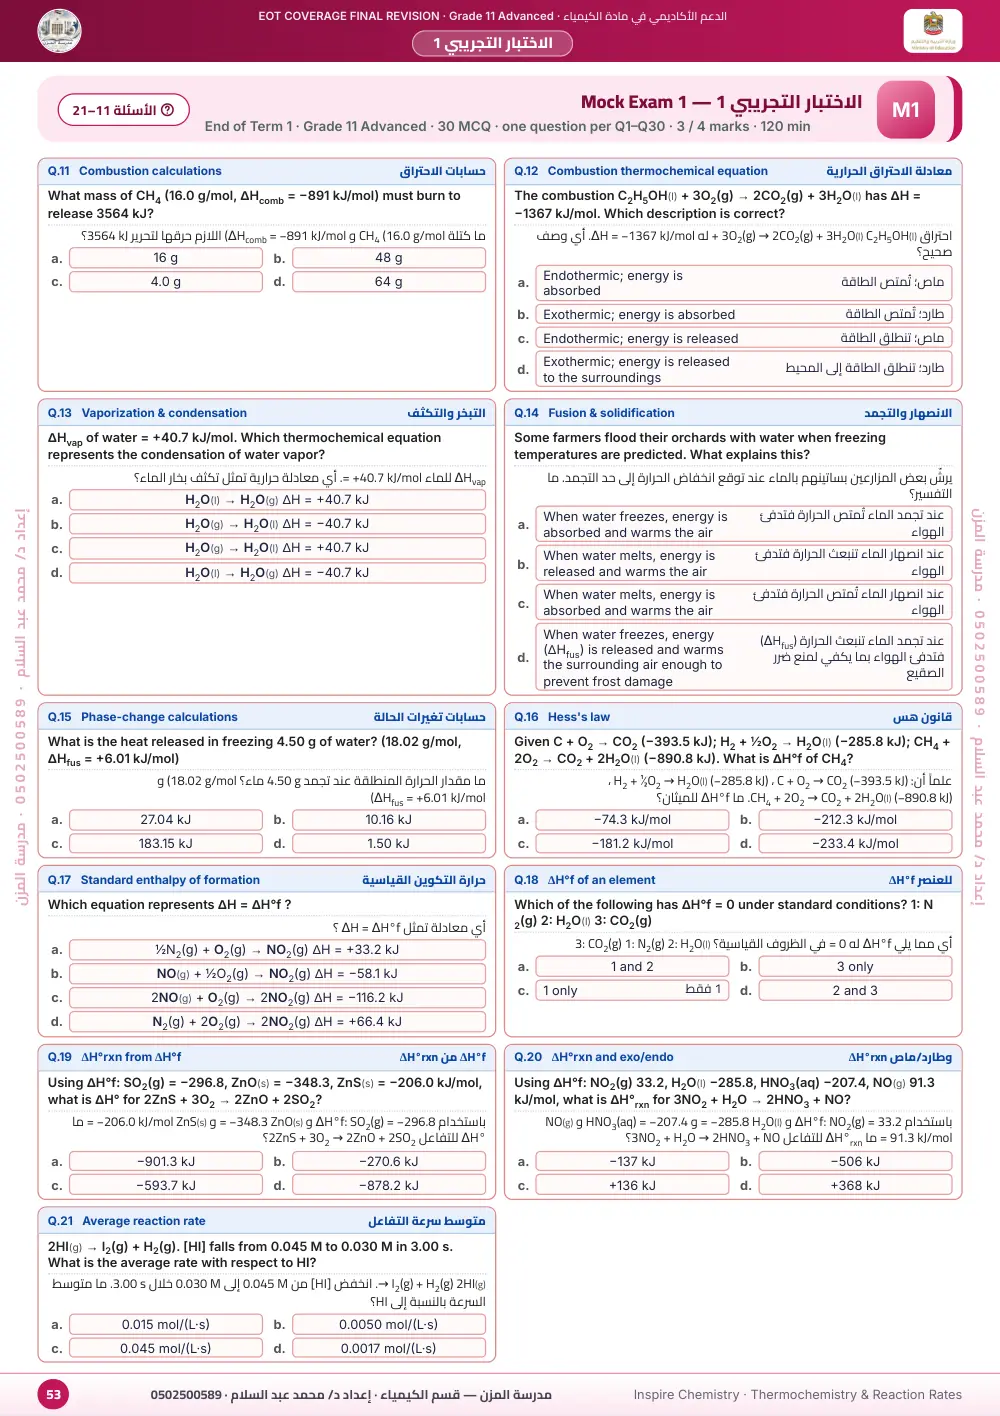 EOT COVERAGE FINAL REVISION · Grade 11 Advanced · الدعم الأكاديمي في مادة الكيمياء
الاختبار التجريبي 1
M1
الاختبار التجريبي 1 — Mock Exam 1
End of Term 1 · Grade 11 Advanced · 30 MCQ · one question per Q1–Q30 · 3 / 4 marks · 120 min
الأسئلة 11–21
Q.11 Combustion calculations حسابات الاحتراق
What mass of CH₄ (16.0 g/mol, ΔHcomb = −891 kJ/mol) must burn to
release 3564 kJ?
ما كتلة CH₄ (16.0 g/mol و ΔHcomb = −891 kJ/mol) اللازم حرقها لتحرير 3564 kJ؟
a. 16 g b. 48 g
c. 4.0 g d. 64 g
Q.12 Combustion thermochemical equation معادلة الاحتراق الحرارية
The combustion C₂H₅OH(l) + 3O₂(g) → 2CO₂(g) + 3H₂O(l) has ΔH =
−1367 kJ/mol. Which description is correct?
احتراق C₂H₅OH(l) + 3O₂(g) → 2CO₂(g) + 3H₂O(l) له ΔH = −1367 kJ/mol. أي وصف
صحيح؟
a. Endothermic; energy is
absorbed ماص؛ تُمتص الطاقة
b. Exothermic; energy is absorbed طارد؛ تُمتص الطاقة
c. Endothermic; energy is released ماص؛ تنطلق الطاقة
d. Exothermic; energy is released
to the surroundings طارد؛ تنطلق الطاقة إلى المحيط
Q.13 Vaporization & condensation التبخر والتكثف
ΔHvap of water = +40.7 kJ/mol. Which thermochemical equation
represents the condensation of water vapor?
ΔHvap للماء = +40.7 kJ/mol. أي معادلة حرارية تمثل تكثف بخار الماء؟
a. H₂O(l) → H₂O(g) ΔH = +40.7 kJ
b. H₂O(g) → H₂O(l) ΔH = −40.7 kJ
c. H₂O(g) → H₂O(l) ΔH = +40.7 kJ
d. H₂O(l) → H₂O(g) ΔH = −40.7 kJ
Q.14 Fusion & solidification الانصهار والتجمد
Some farmers flood their orchards with water when freezing
temperatures are predicted. What explains this?
يرشّ بعض المزارعين بساتينهم بالماء عند توقع انخفاض الحرارة إلى حد التجمد. ما
التفسير؟
a. When water freezes, energy is
absorbed and warms the air
عند تجمد الماء تُمتص الحرارة فتدفئ
الهواء
b. When water melts, energy is
released and warms the air
عند انصهار الماء تنبعث الحرارة فتدفئ
الهواء
c. When water melts, energy is
absorbed and warms the air
عند انصهار الماء تُمتص الحرارة فتدفئ
الهواء
d. When water freezes, energy
(ΔHfus) is released and warms
the surrounding air enough to
prevent frost damage
عند تجمد الماء تنبعث الحرارة (ΔHfus)
فتدفئ الهواء بما يكفي لمنع ضرر
الصقيع
Q.15 Phase-change calculations حسابات تغيرات الحالة
What is the heat released in freezing 4.50 g of water? (18.02 g/mol,
ΔHfus = +6.01 kJ/mol)
ما مقدار الحرارة المنطلقة عند تجمد 4.50 g ماء؟ (18.02 g/mol و
ΔHfus = +6.01 kJ/mol)
a. 27.04 kJ b. 10.16 kJ
c. 183.15 kJ d. 1.50 kJ
Q.16 Hess's law قانون هس
Given C + O₂ → CO₂ (−393.5 kJ); H₂ + ½O₂ → H₂O(l) (−285.8 kJ); CH₄ +
2O₂ → CO₂ + 2H₂O(l) (−890.8 kJ). What is ΔH°f of CH₄?
علماً أن: C + O₂ → CO₂ (−393.5 kJ) ، H₂ + ½O₂ → H₂O(l) (−285.8 kJ) ،
CH₄ + 2O₂ → CO₂ + 2H₂O(l) (−890.8 kJ). ما ΔH°f للميثان؟
a. −74.3 kJ/mol b. −212.3 kJ/mol
c. −181.2 kJ/mol d. −233.4 kJ/mol
Q.17 Standard enthalpy of formation حرارة التكوين القياسية
Which equation represents ΔH = ΔH°f ?
أي معادلة تمثل ΔH = ΔH°f ؟
a. ½N₂(g) + O₂(g) → NO₂(g) ΔH = +33.2 kJ
b. NO(g) + ½O₂(g) → NO₂(g) ΔH = −58.1 kJ
c. 2NO(g) + O₂(g) → 2NO₂(g) ΔH = −116.2 kJ
d. N₂(g) + 2O₂(g) → 2NO₂(g) ΔH = +66.4 kJ
Q.18 ΔH°f of an element ΔH°f للعنصر
Which of the following has ΔH°f = 0 under standard conditions? 1: N
₂(g) 2: H₂O(l) 3: CO₂(g)
أي مما يلي ΔH°f له = 0 في الظروف القياسية؟ 1: N₂(g) 2: H₂O(l) 3: CO₂(g)
a. 1 and 2 b. 3 only
c. 1 only 1 فقط d. 2 and 3
Q.19 ΔH°rxn from ΔH°f ΔH°rxn من ΔH°f
Using ΔH°f: SO₂(g) = −296.8, ZnO(s) = −348.3, ZnS(s) = −206.0 kJ/mol,
what is ΔH° for 2ZnS + 3O₂ → 2ZnO + 2SO₂?
باستخدام ΔH°f: SO₂(g) = −296.8 و ZnO(s) = −348.3 و ZnS(s) = −206.0 kJ/mol ما
ΔH° للتفاعل 2ZnS + 3O₂ → 2ZnO + 2SO₂؟
a. −901.3 kJ b. −270.6 kJ
c. −593.7 kJ d. −878.2 kJ
Q.20 ΔH°rxn and exo/endo ΔH°rxn وطارد/ماص
Using ΔH°f: NO₂(g) 33.2, H₂O(l) −285.8, HNO₃(aq) −207.4, NO(g) 91.3
kJ/mol, what is ΔH°rxn for 3NO₂ + H₂O → 2HNO₃ + NO?
باستخدام ΔH°f: NO₂(g) = 33.2 و H₂O(l) = −285.8 و HNO₃(aq) = −207.4 و NO(g)
= 91.3 kJ/mol ما ΔH°rxn للتفاعل 3NO₂ + H₂O → 2HNO₃ + NO؟
a. −137 kJ b. −506 kJ
c. +136 kJ d. +368 kJ
Q.21 Average reaction rate متوسط سرعة التفاعل
2HI(g) → I₂(g) + H₂(g). [HI] falls from 0.045 M to 0.030 M in 3.00 s.
What is the average rate with respect to HI?
2HI(g) → I₂(g) + H₂(g). انخفض [HI] من 0.045 M إلى 0.030 M خلال 3.00 s. ما متوسط
السرعة بالنسبة إلى HI؟
a. 0.015 mol/(L·s) b. 0.0050 mol/(L·s)
c. 0.045 mol/(L·s) d. 0.0017 mol/(L·s)
إعداد د/ محمد عبد السلام · 0502500589 · مدرسة المزن
إعداد د/ محمد عبد السلام · 0502500589 · مدرسة المزن
53
مدرسة المزن — قسم الكيمياء · إعداد د/ محمد عبد السلام · 0502500589
Inspire Chemistry · Thermochemistry & Reaction Rates